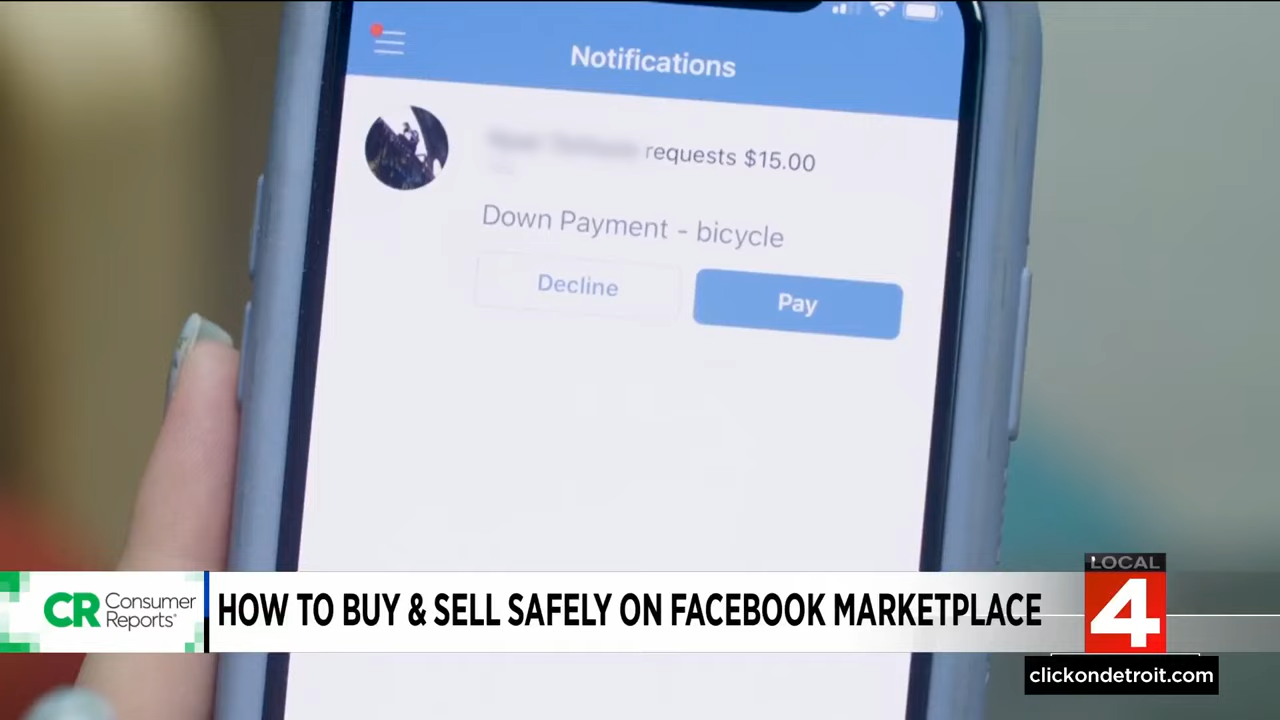 Notifications
requests $15.00
Down Payment - bicycle
Decline
Pay
CR Consumer Reports
HOW TO BUY & SELL SAFELY ON FACEBOOK MARKETPLACE
LOCAL
4
clickondetroit.com